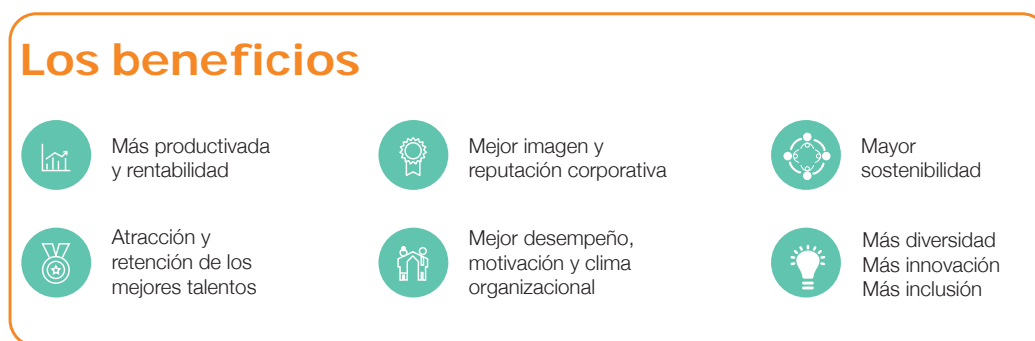 Los beneficios
Más productivada
y rentabilidad
Mejor imagen y
reputación corporativa
Mayor
sostenibilidad
Atracción y
retención de los
mejores talentos
Mejor desempeño,
motivación y clima
organizacional
Más diversidad
Más innovación
Más inclusión